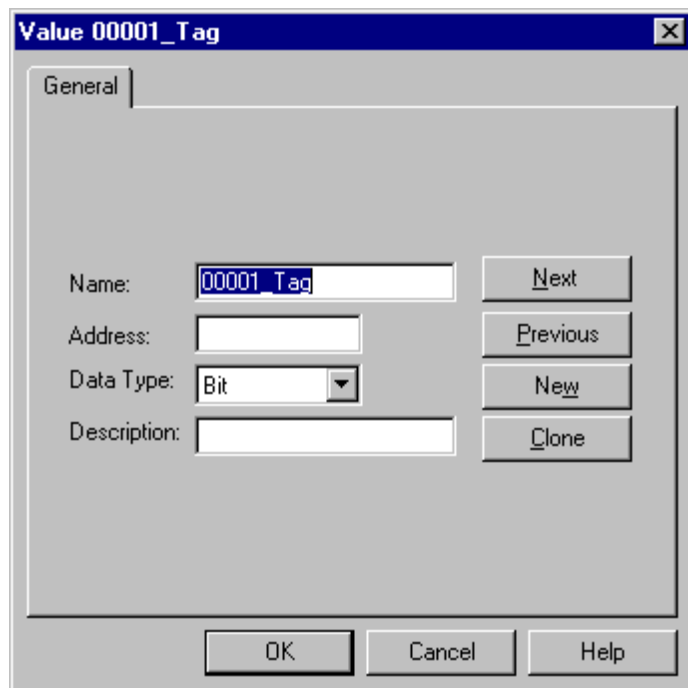 Value 00001_Tag
General
Name: 00001_Tag Next
Address: Previous
Data Type: Bit New
Description: Clone
OK Cancel Help